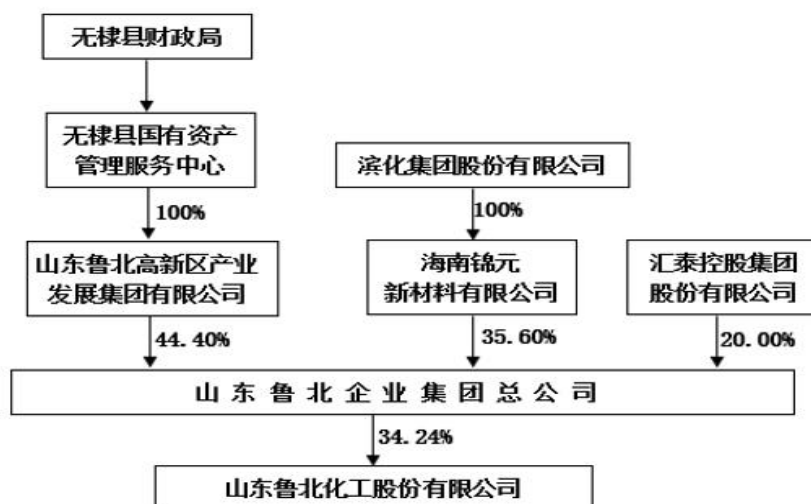 无棣县财政局
无棣县国有资产
管理服务中心
滨化集团股份有限公司
100%
100%
山东鲁北高新区产业
发展集团有限公司
海南锦元
新材料有限公司
汇泰控股集团
股份有限公司
44.40%
35.60%
20.00%
山东鲁北企业集团总公司
34.24%
山东鲁北化工股份有限公司